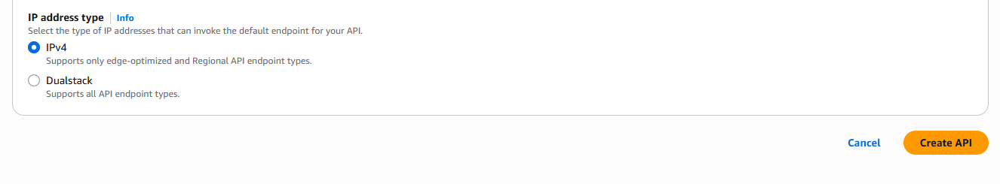 IP address type Info
Select the type of IP addresses that can invoke the default endpoint for your API.
IPv4
Supports only edge-optimized and Regional API endpoint types.
Dualstack
Supports all API endpoint types.
Cancel Create API